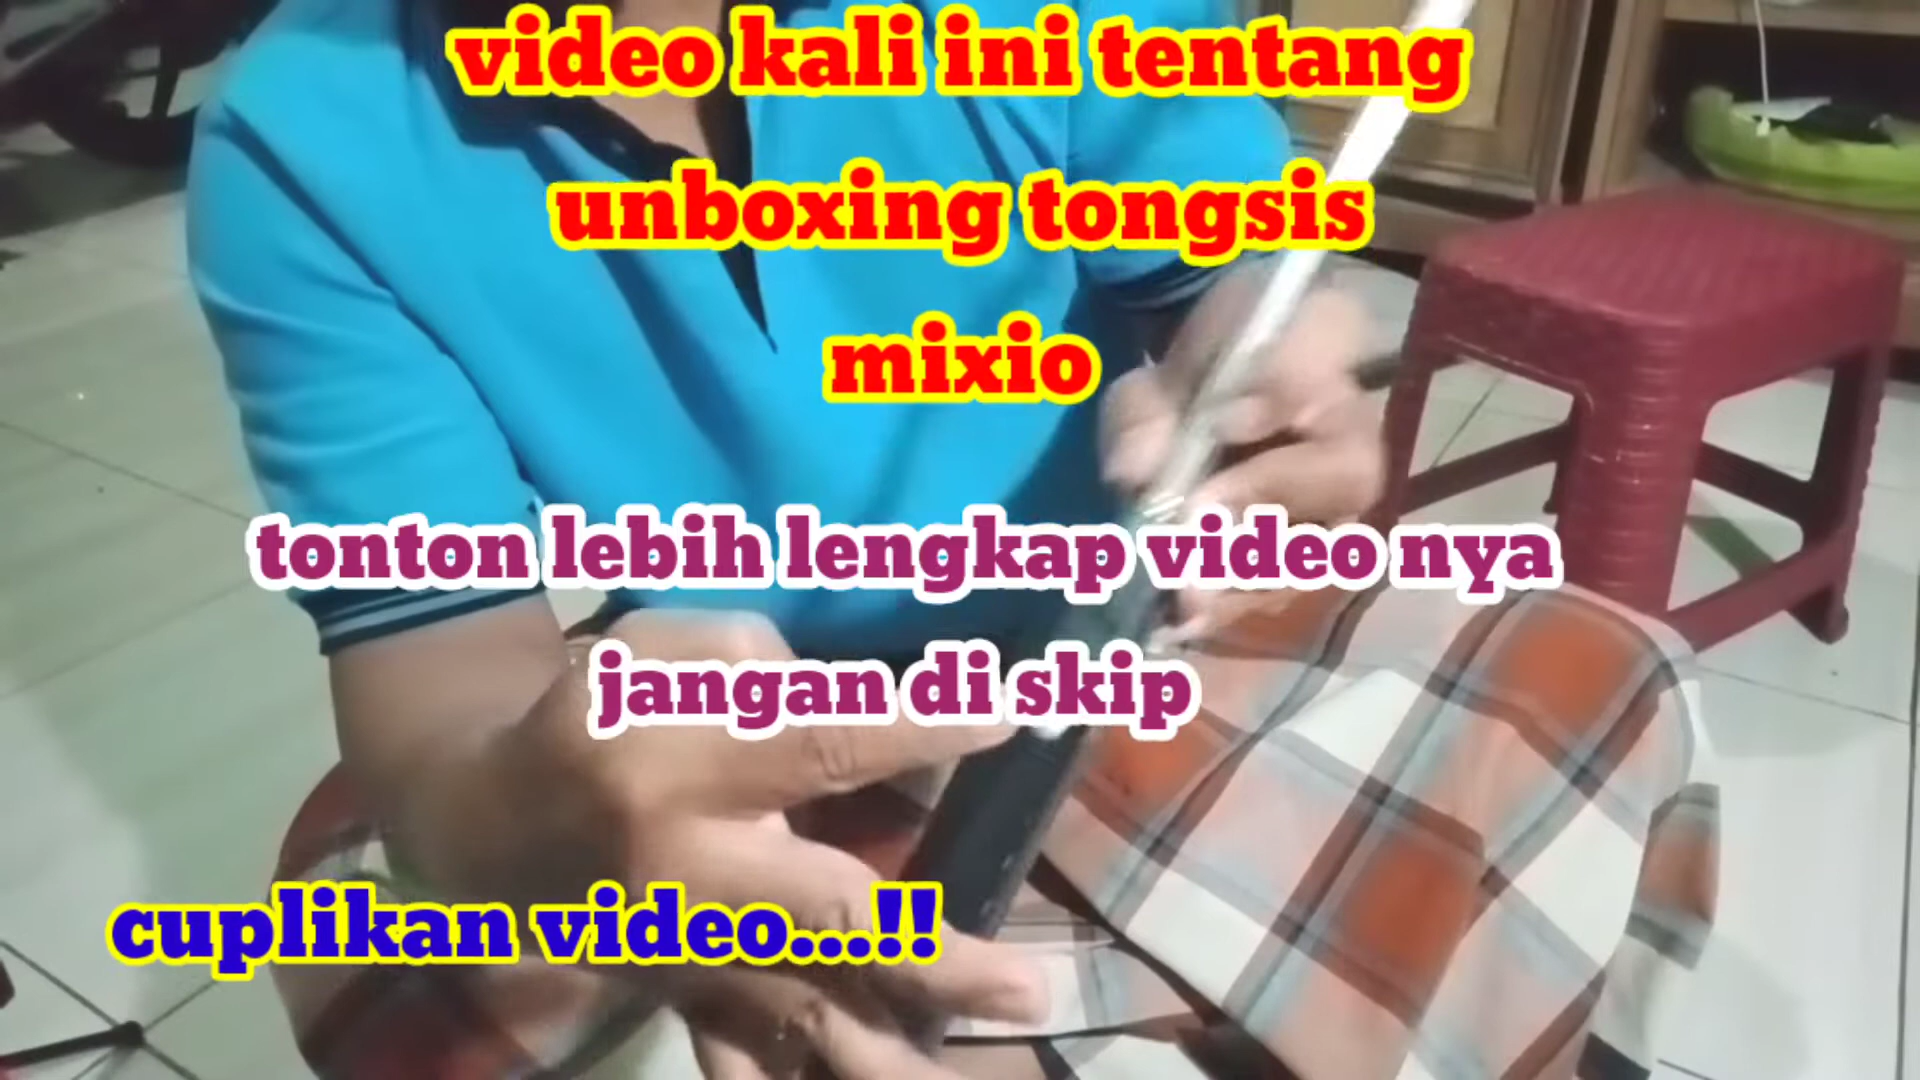 video kali ini tentang
unboxing tongsis
mixio
tonton lebih lengkap video nya
jangan di skip
cuplikan video...!!